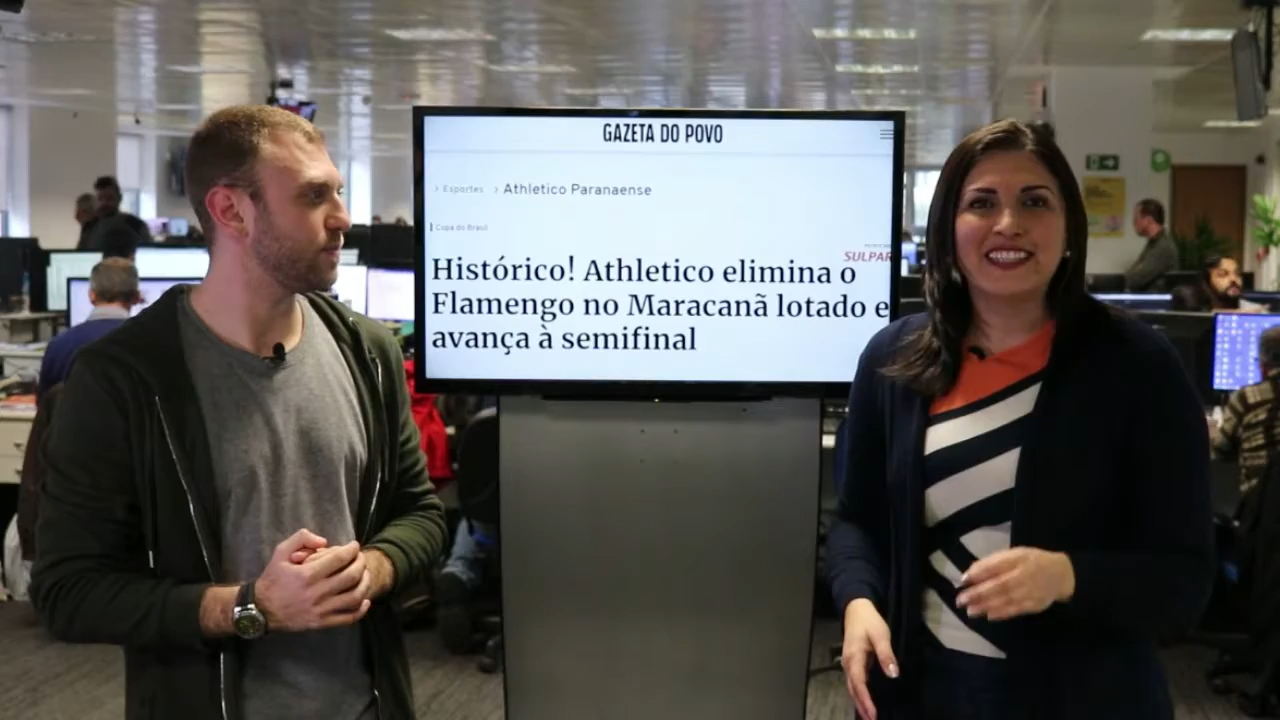 GAZETA DO POVO
> Esportes > Athletico Paranaense
Copa do Brasil
SULPAR
Histórico! Athletico elimina o
Flamengo no Maracanã lotado e
avança à semifinal